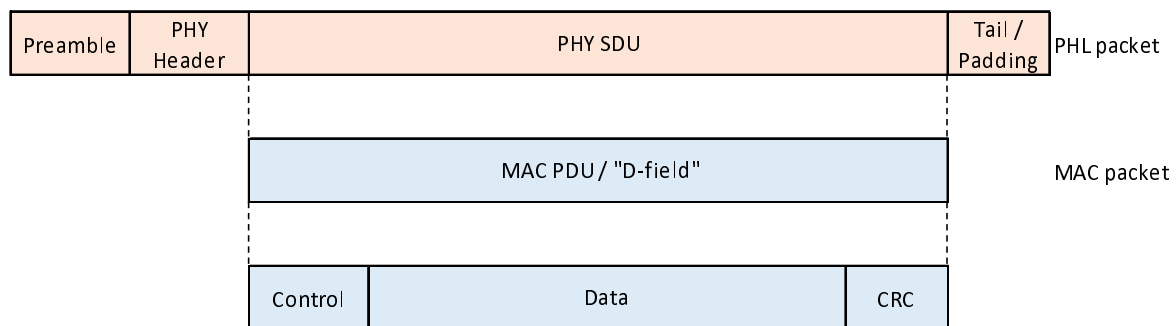 Preamble
PHY
Header
PHY SDU
Tail /
Padding
PHL packet
MAC PDU / "D-field"
MAC packet
Control
Data
CRC